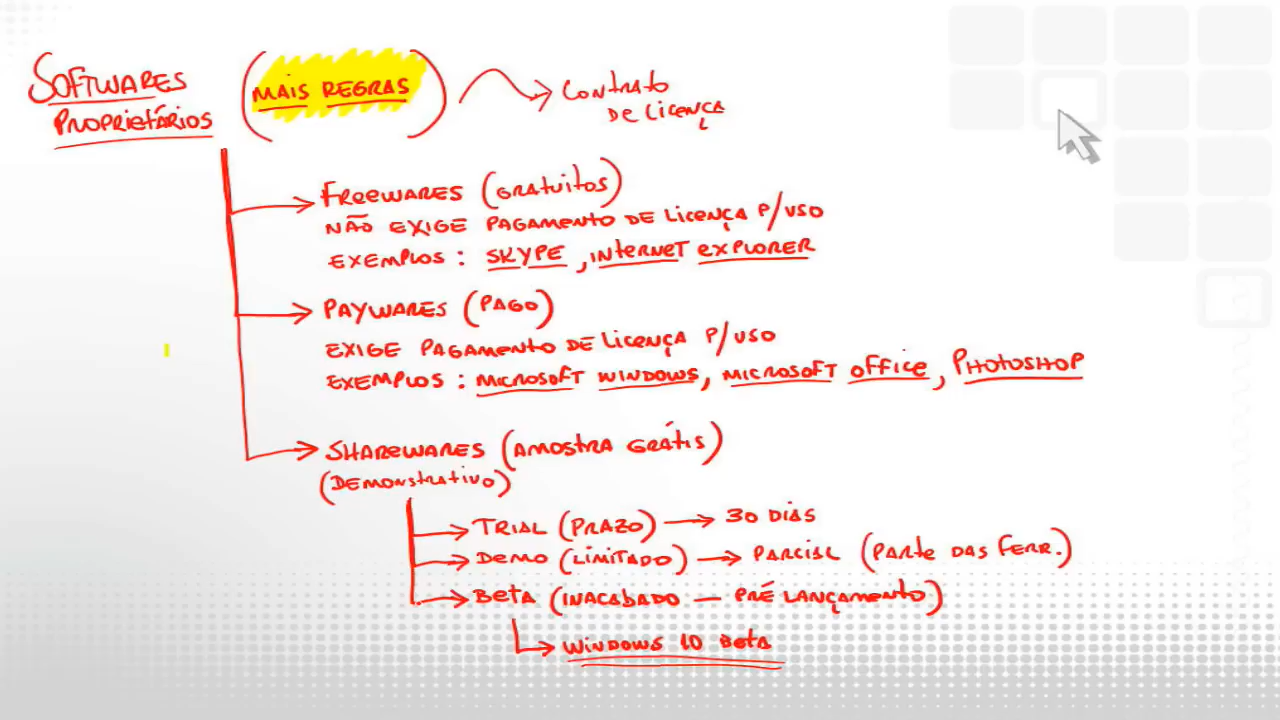 SOFTWARES (MAIS REGRAS) → CONTRATO
PROPRIETÁRIOS DE LICENÇA
→ FREEWARES (GRATUITOS)
NÃO EXIGE PAGAMENTO DE LICENÇA P/USO
EXEMPLOS : SKYPE, INTERNET EXPLORER
→ PAYWARES (PAGO)
EXIGE PAGAMENTO DE LICENÇA P/USO
EXEMPLOS : MICROSOFT WINDOWS, MICROSOFT OFFICE, PHOTOSHOP
→ SHAREWARES (AMOSTRA GRÁTIS)
(DEMONSTRATIVO)
→ TRIAL (PRAZO) → 30 DIAS
→ DEMO (LIMITADO) → PARCIAL (PARTE DAS FERR.)
→ BETA (INACABADO — PRÉ LANÇAMENTO)
→ WINDOWS 10 BETA